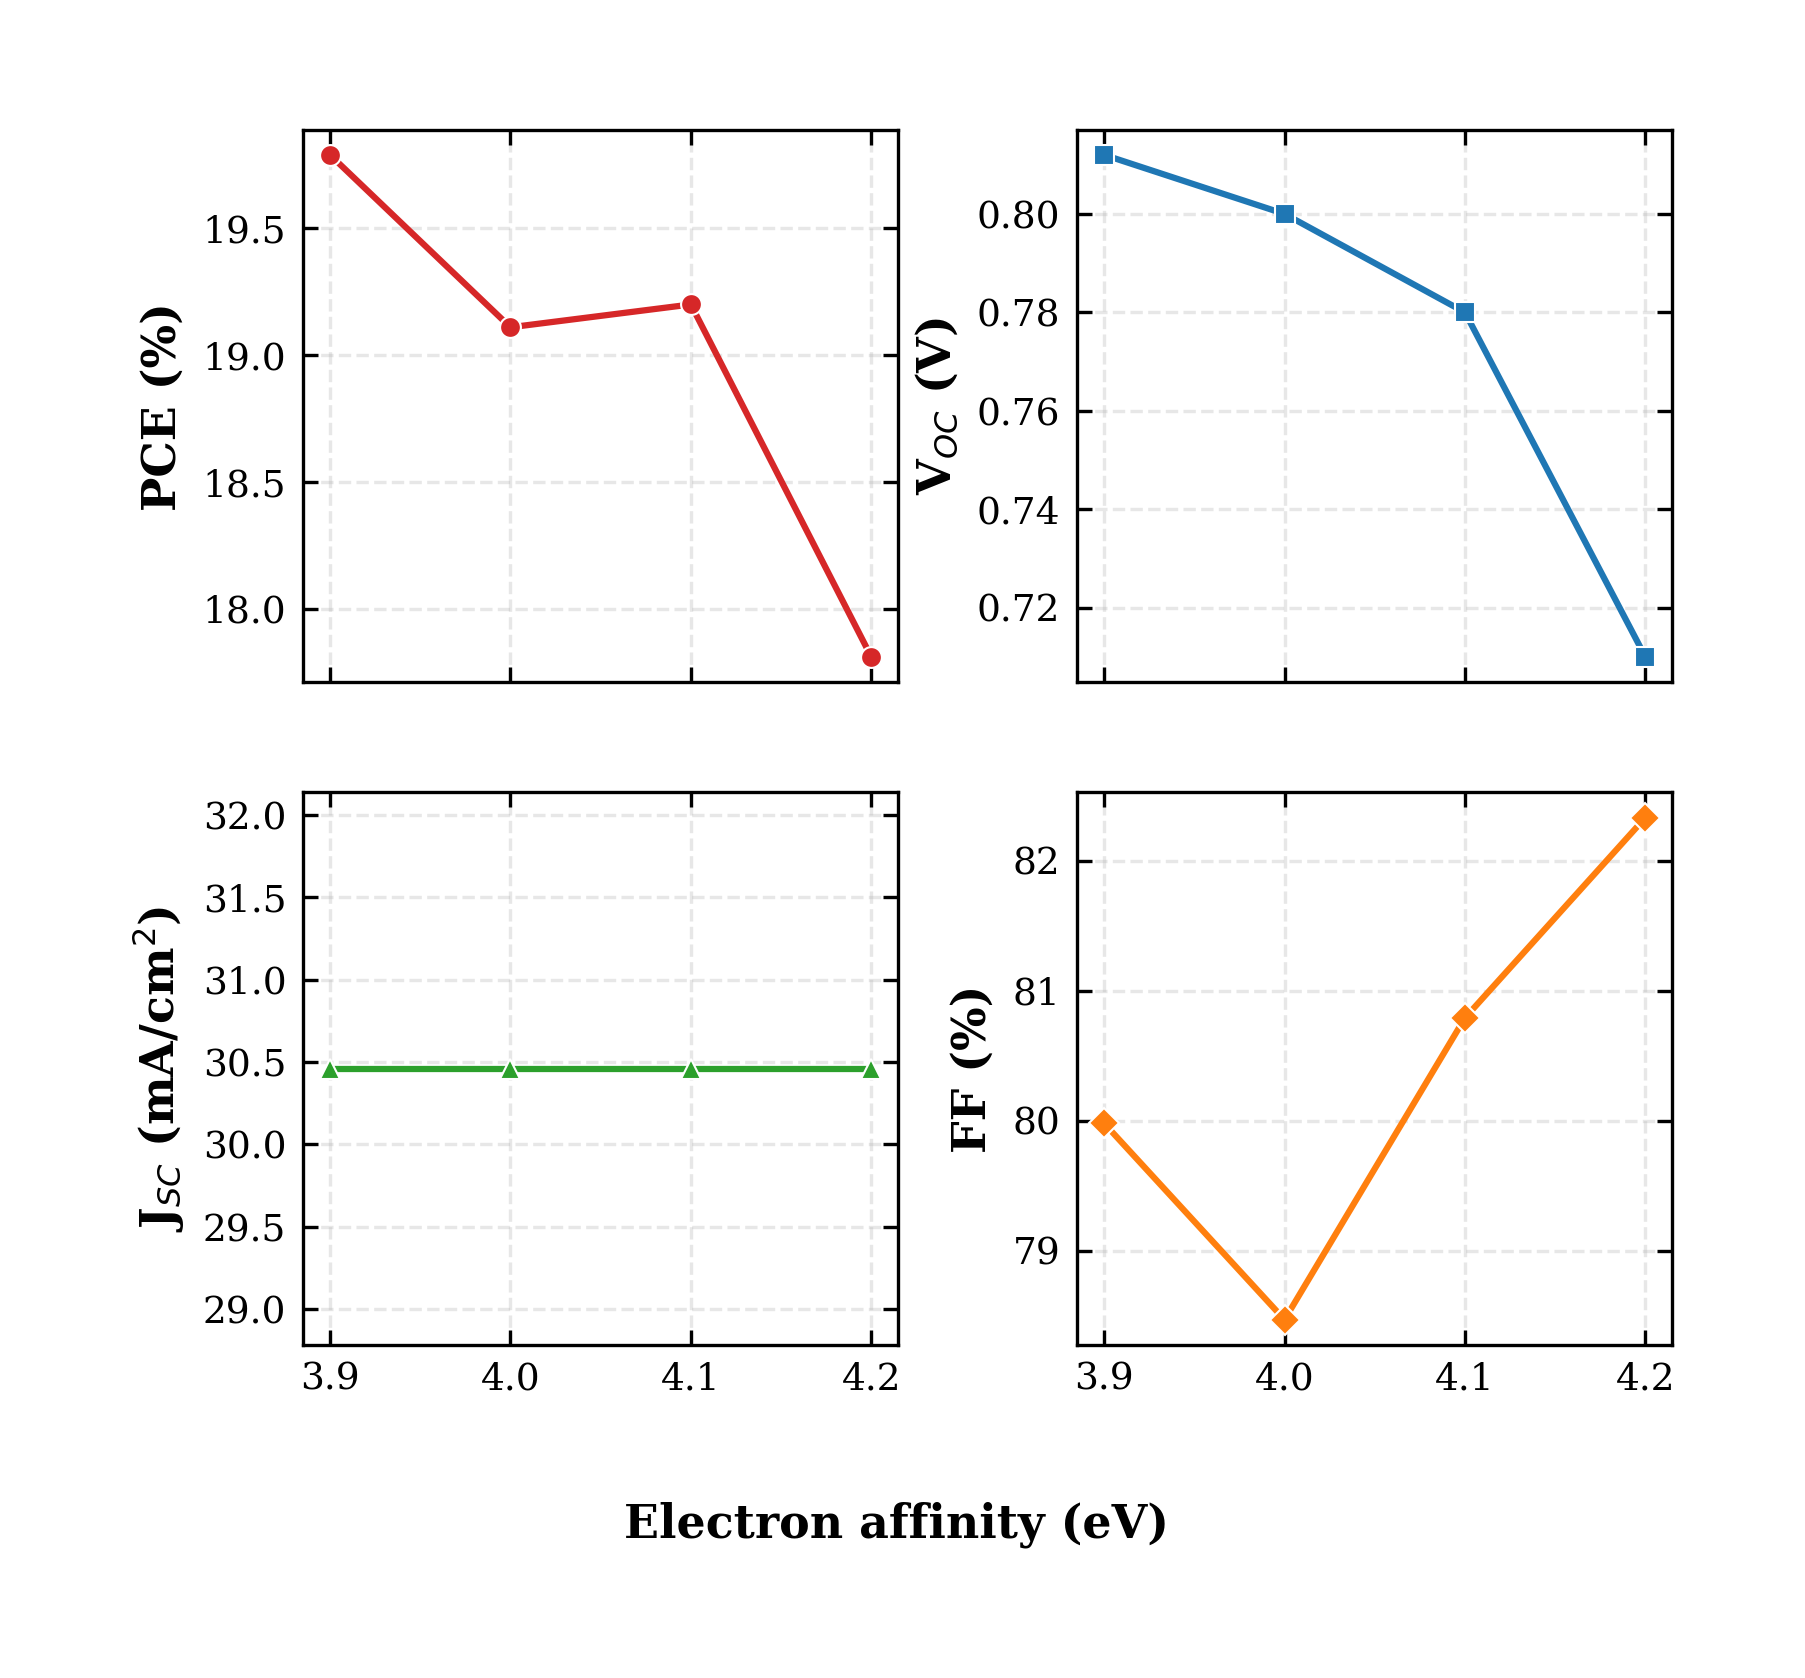 PCE (%)
19.5
19.0
18.5
18.0
V_OC (V)
0.80
0.78
0.76
0.74
0.72
J_SC (mA/cm²)
32.0
31.5
31.0
30.5
30.0
29.5
29.0
3.9 4.0 4.1 4.2
FF (%)
82
81
80
79
3.9 4.0 4.1 4.2
Electron affinity (eV)